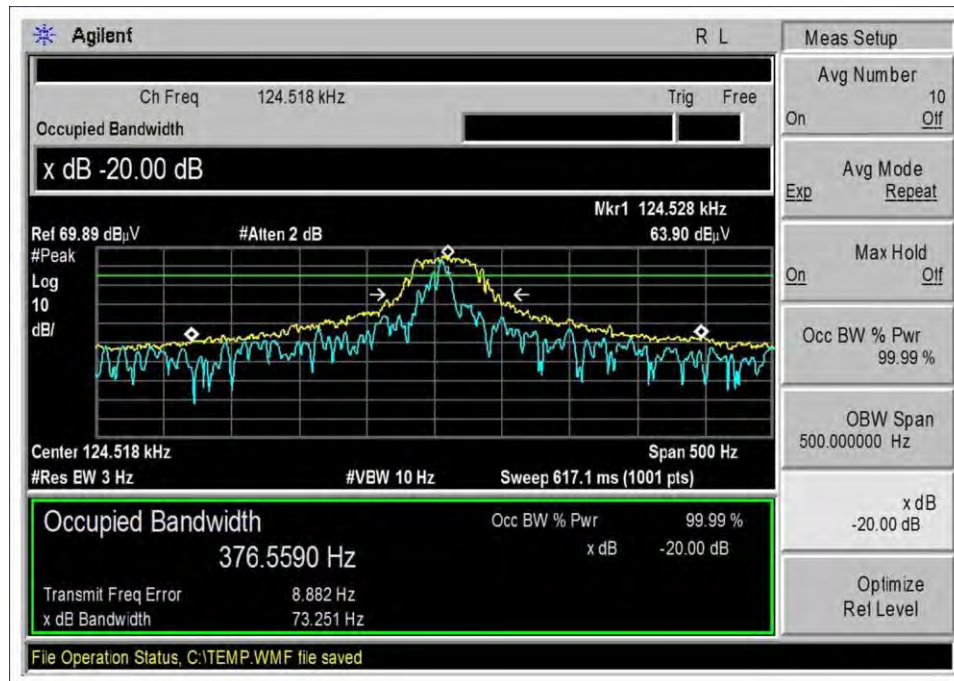 Agilent R L
Ch Freq 124.518 kHz Trig Free
Occupied Bandwidth
x dB -20.00 dB
Mkr1 124.528 kHz
Ref 69.89 dBµV #Atten 2 dB 63.90 dBµV
#Peak
Log
10
dB/
Center 124.518 kHz Span 500 Hz
#Res BW 3 Hz #VBW 10 Hz Sweep 617.1 ms (1001 pts)
Occupied Bandwidth Occ BW % Pwr 99.99 %
376.5590 Hz x dB -20.00 dB
Transmit Freq Error 8.882 Hz
x dB Bandwidth 73.251 Hz
File Operation Status, C:\TEMP.WMF file saved
Meas Setup
Avg Number
10
On Off
Avg Mode
Exp Repeat
Max Hold
On Off
Occ BW % Pwr
99.99 %
OBW Span
500.000000 Hz
x dB
-20.00 dB
Optimize
Ref Level